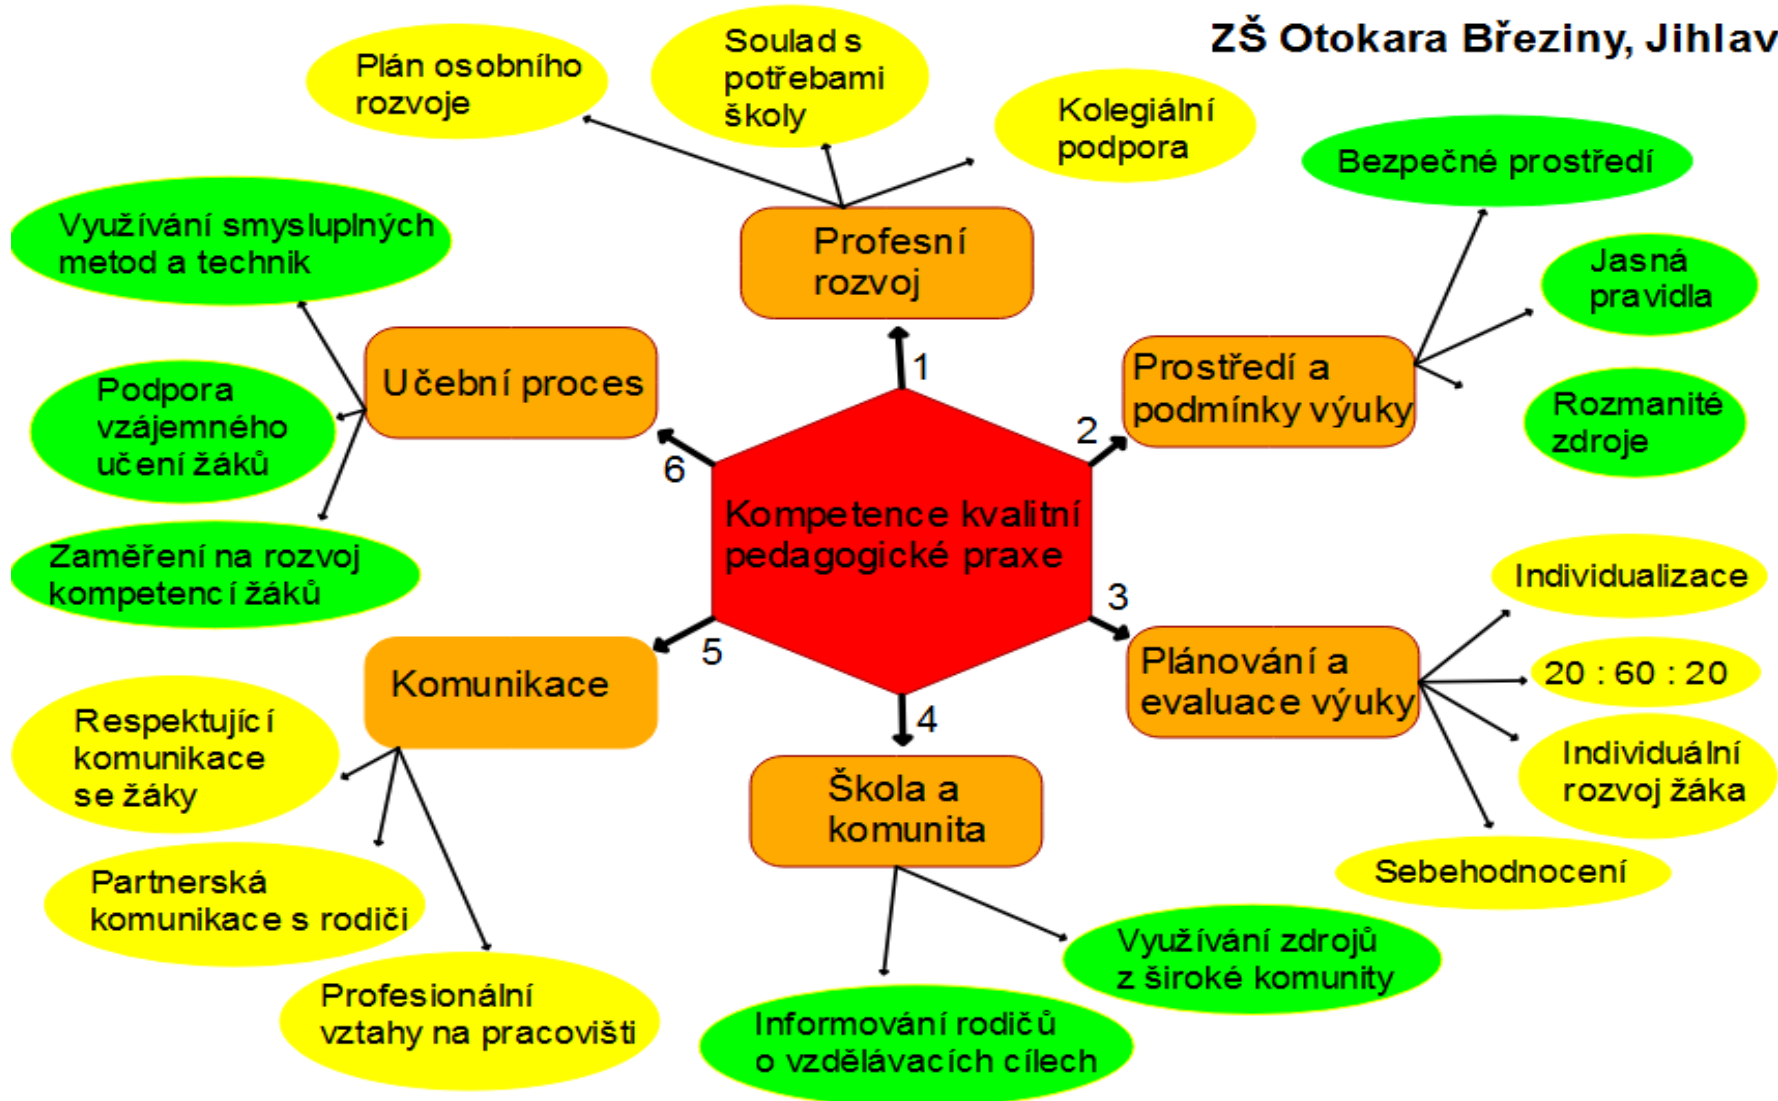 ZŠ Otokara Březiny, Jihlav
Plán osobního
rozvoje
Soulad s
potřebami
školy
Kolegiální
podpora
Profesní
rozvoj
1
Bezpečné prostředí
Jasná
pravidla
Rozmanité
zdroje
Prostředí a
podmínky výuky
2
Kompetence kvalitní
pedagogické praxe
3
Plánování a
evaluace výuky
Individualizace
20 : 60 : 20
Individuální
rozvoj žáka
Sebehodnocení
4
Škola a
komunita
Využívání zdrojů
z široké komunity
Informování rodičů
o vzdělávacích cílech
5
Komunikace
Respektující
komunikace
se žáky
Partnerská
komunikace s rodiči
Profesionální
vztahy na pracovišti
6
Učební proces
Využívání smysluplných
metod a technik
Podpora
vzájemného
učení žáků
Zaměření na rozvoj
kompetencí žáků